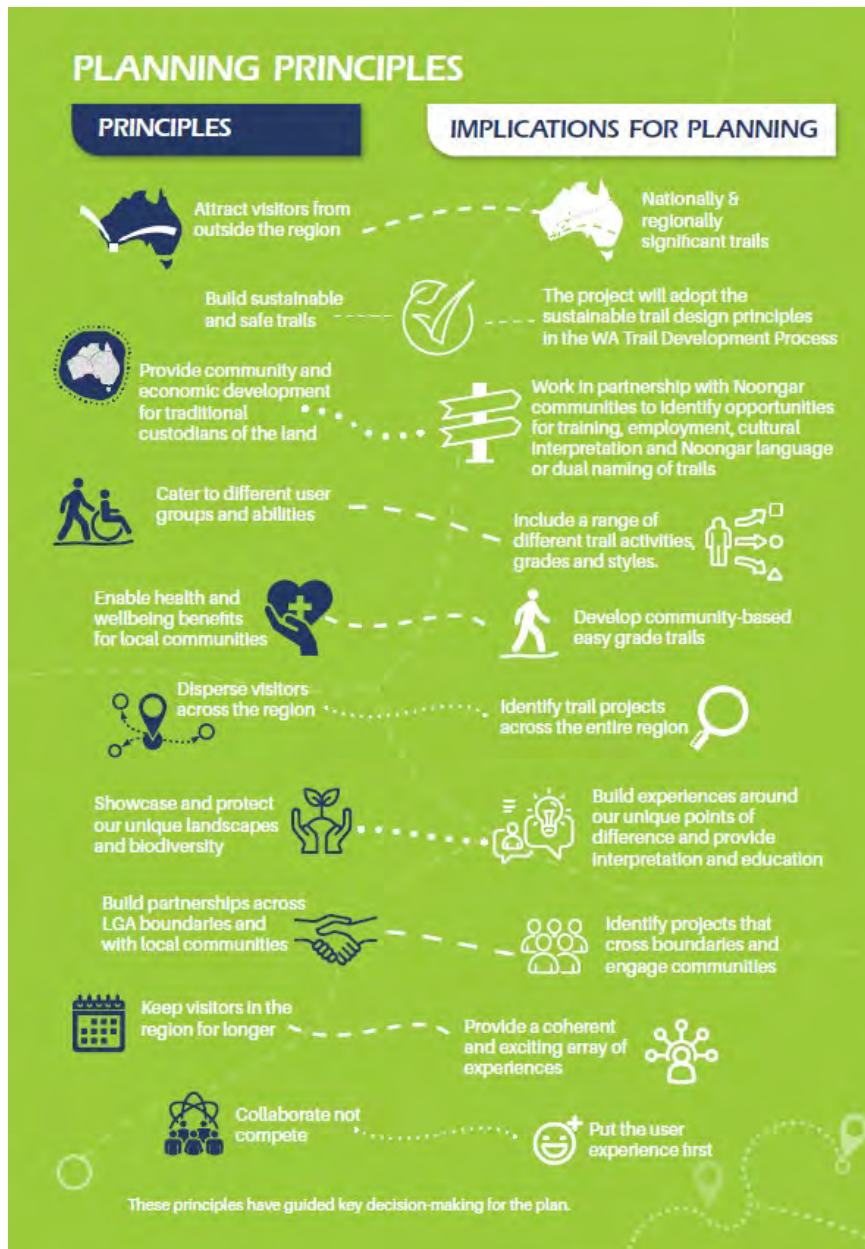 PLANNING PRINCIPLES
PRINCIPLES
IMPLICATIONS FOR PLANNING
Attract visitors from
outside the region
Nationally &
regionally
significant trails
Build sustainable
and safe trails
The project will adopt the
sustainable trail design principles
in the WA Trail Development Process
Provide community and
economic development
for traditional
custodians of the land
Work in partnership with Noongar
communities to identify opportunities
for training, employment, cultural
interpretation and Noongar language
or dual naming of trails
Cater to different user
groups and abilities
Include a range of
different trail activities,
grades and styles.
Enable health and
wellbeing benefits
for local communities
Develop community-based
easy grade trails
Disperse visitors
across the region
Identify trail projects
across the entire region
Showcase and protect
our unique landscapes
and biodiversity
Build experiences around
our unique points of
difference and provide
interpretation and education
Build partnerships across
LGA boundaries and
with local communities
Identify projects that
cross boundaries and
engage communities
Keep visitors in the
region for longer
Provide a coherent
and exciting array of
experiences
Collaborate not
compete
Put the user
experience first
These principles have guided key decision-making for the plan.